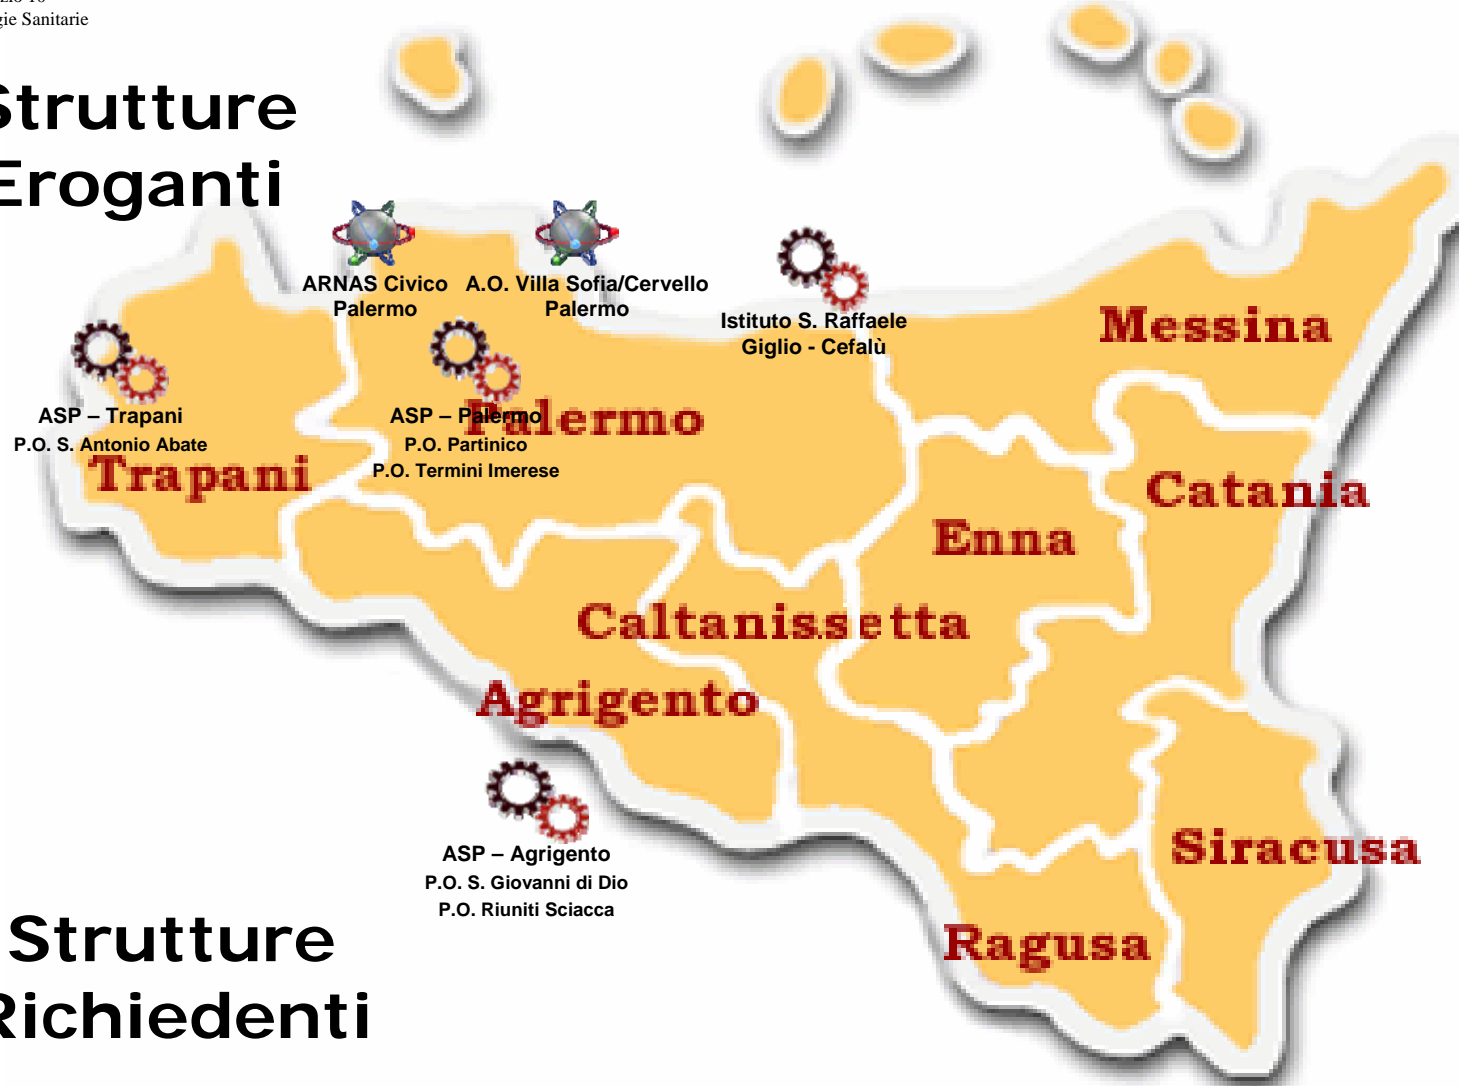 gie Sanitarie
Strutture
Eroganti
ARNAS Civico
Palermo
A.O. Villa Sofia/Cervello
Palermo
Istituto S. Raffaele
Giglio - Cefalù
Messina
ASP – Trapani
P.O. S. Antonio Abate
Trapani
ASP – Palermo
P.O. Partinico
P.O. Termini Imerese
Palermo
Catania
Enna
Caltanissetta
Agrigento
ASP – Agrigento
P.O. S. Giovanni di Dio
P.O. Riuniti Sciacca
Siracusa
Ragusa
Strutture
Richiedenti